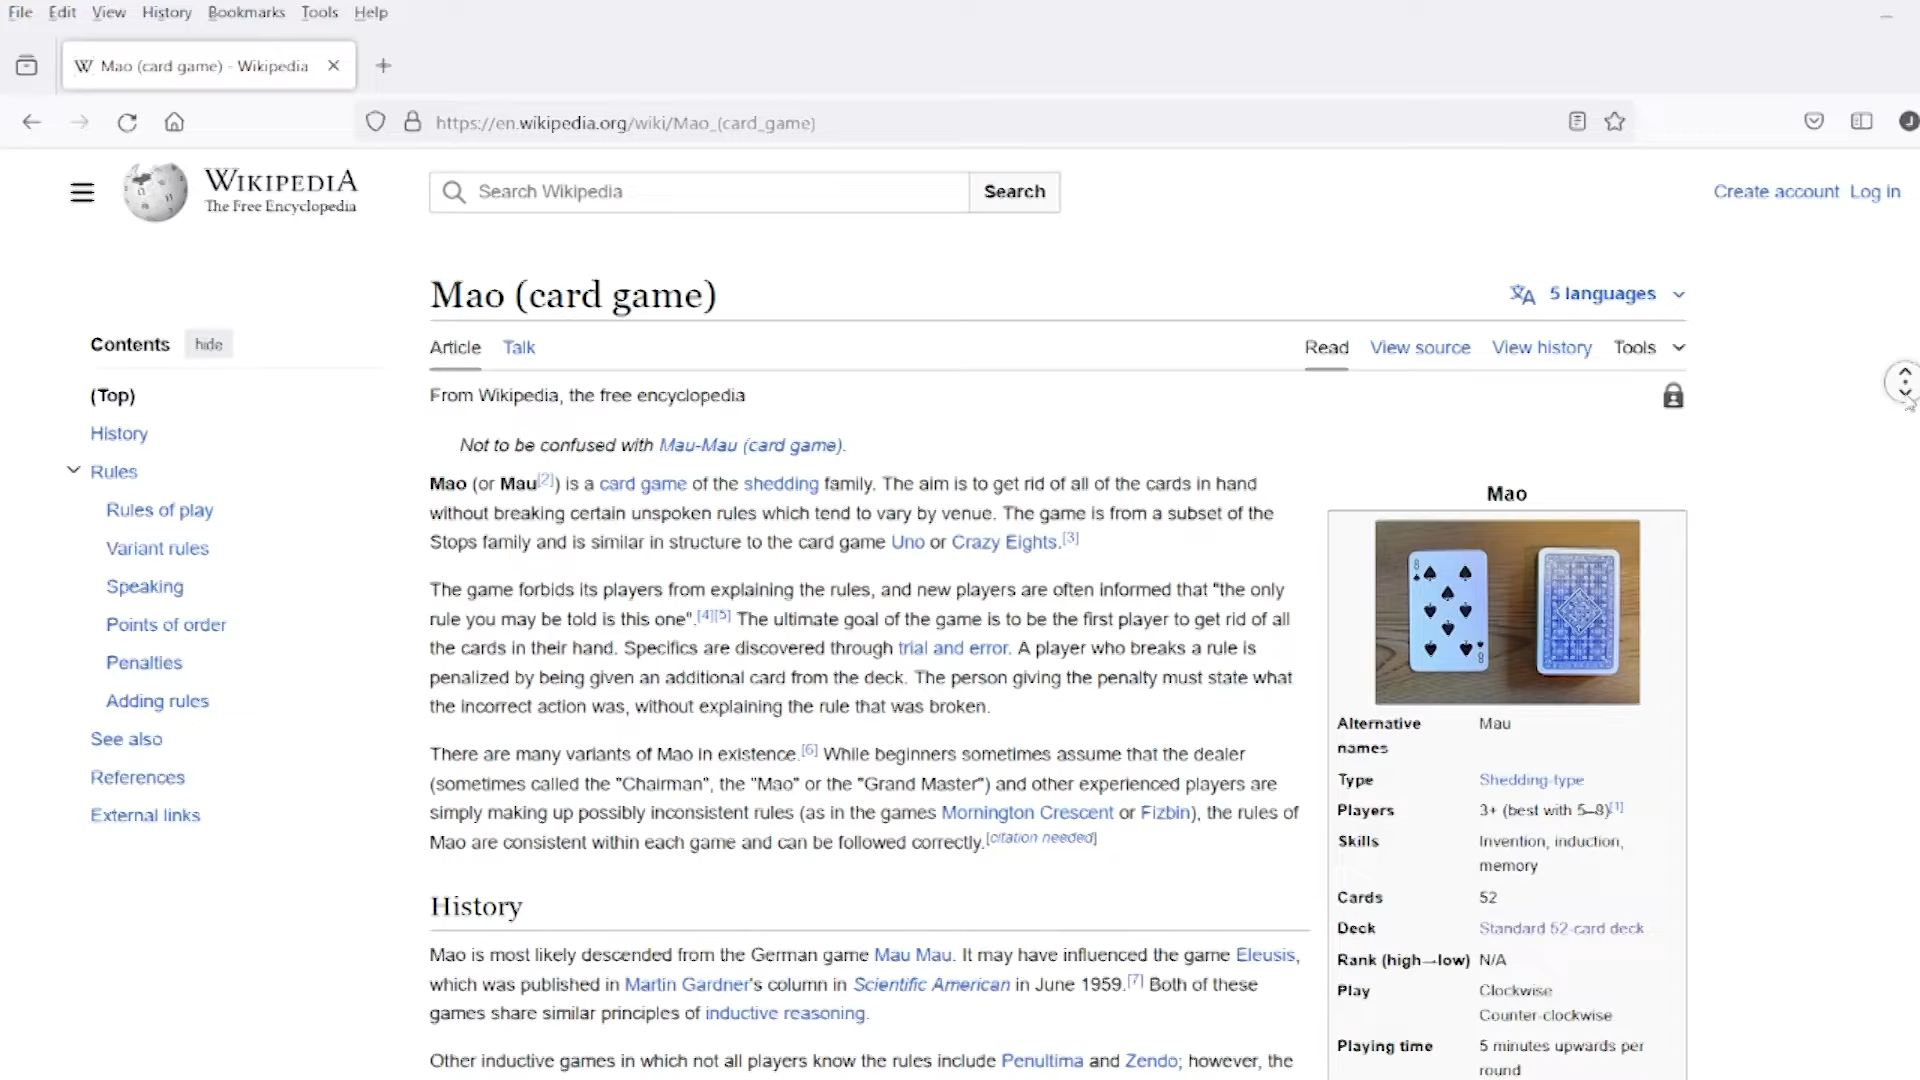 File Edit View History Bookmarks Tools Help
Mao (card game) - Wikipedia
https://en.wikipedia.org/wiki/Mao_(card_game)
J
WIKIPEDIA
The Free Encyclopedia
Search Wikipedia
Search
Create account Log in
Mao (card game)
5 languages
Contents hide
Article Talk
Read View source View history Tools
(Top)
History
Rules
Rules of play
Variant rules
Speaking
Points of order
Penalties
Adding rules
See also
References
External links
From Wikipedia, the free encyclopedia
Not to be confused with Mau-Mau (card game).
Mao (or Mau[2]) is a card game of the shedding family. The aim is to get rid of all of the cards in hand
without breaking certain unspoken rules which tend to vary by venue. The game is from a subset of the
Stops family and is similar in structure to the card game Uno or Crazy Eights.[3]
The game forbids its players from explaining the rules, and new players are often informed that "the only
rule you may be told is this one".[4][5] The ultimate goal of the game is to be the first player to get rid of all
the cards in their hand. Specifics are discovered through trial and error. A player who breaks a rule is
penalized by being given an additional card from the deck. The person giving the penalty must state what
the incorrect action was, without explaining the rule that was broken.
There are many variants of Mao in existence.[6] While beginners sometimes assume that the dealer
(sometimes called the "Chairman", the "Mao" or the "Grand Master") and other experienced players are
simply making up possibly inconsistent rules (as in the games Mornington Crescent or Fizbin), the rules of
Mao are consistent within each game and can be followed correctly.[citation needed]
History
Mao is most likely descended from the German game Mau Mau. It may have influenced the game Eleusis,
which was published in Martin Gardner's column in Scientific American in June 1959.[7] Both of these
games share similar principles of inductive reasoning.
Other inductive games in which not all players know the rules include Penultima and Zendo; however, the
Mao
8
8
Alternative names Mau
Type Shedding-type
Players 3+ (best with 5–8)[1]
Skills Invention, induction,
memory
Cards 52
Deck Standard 52-card deck
Rank (high→low) N/A
Play Clockwise
Counter-clockwise
Playing time 5 minutes upwards per
round